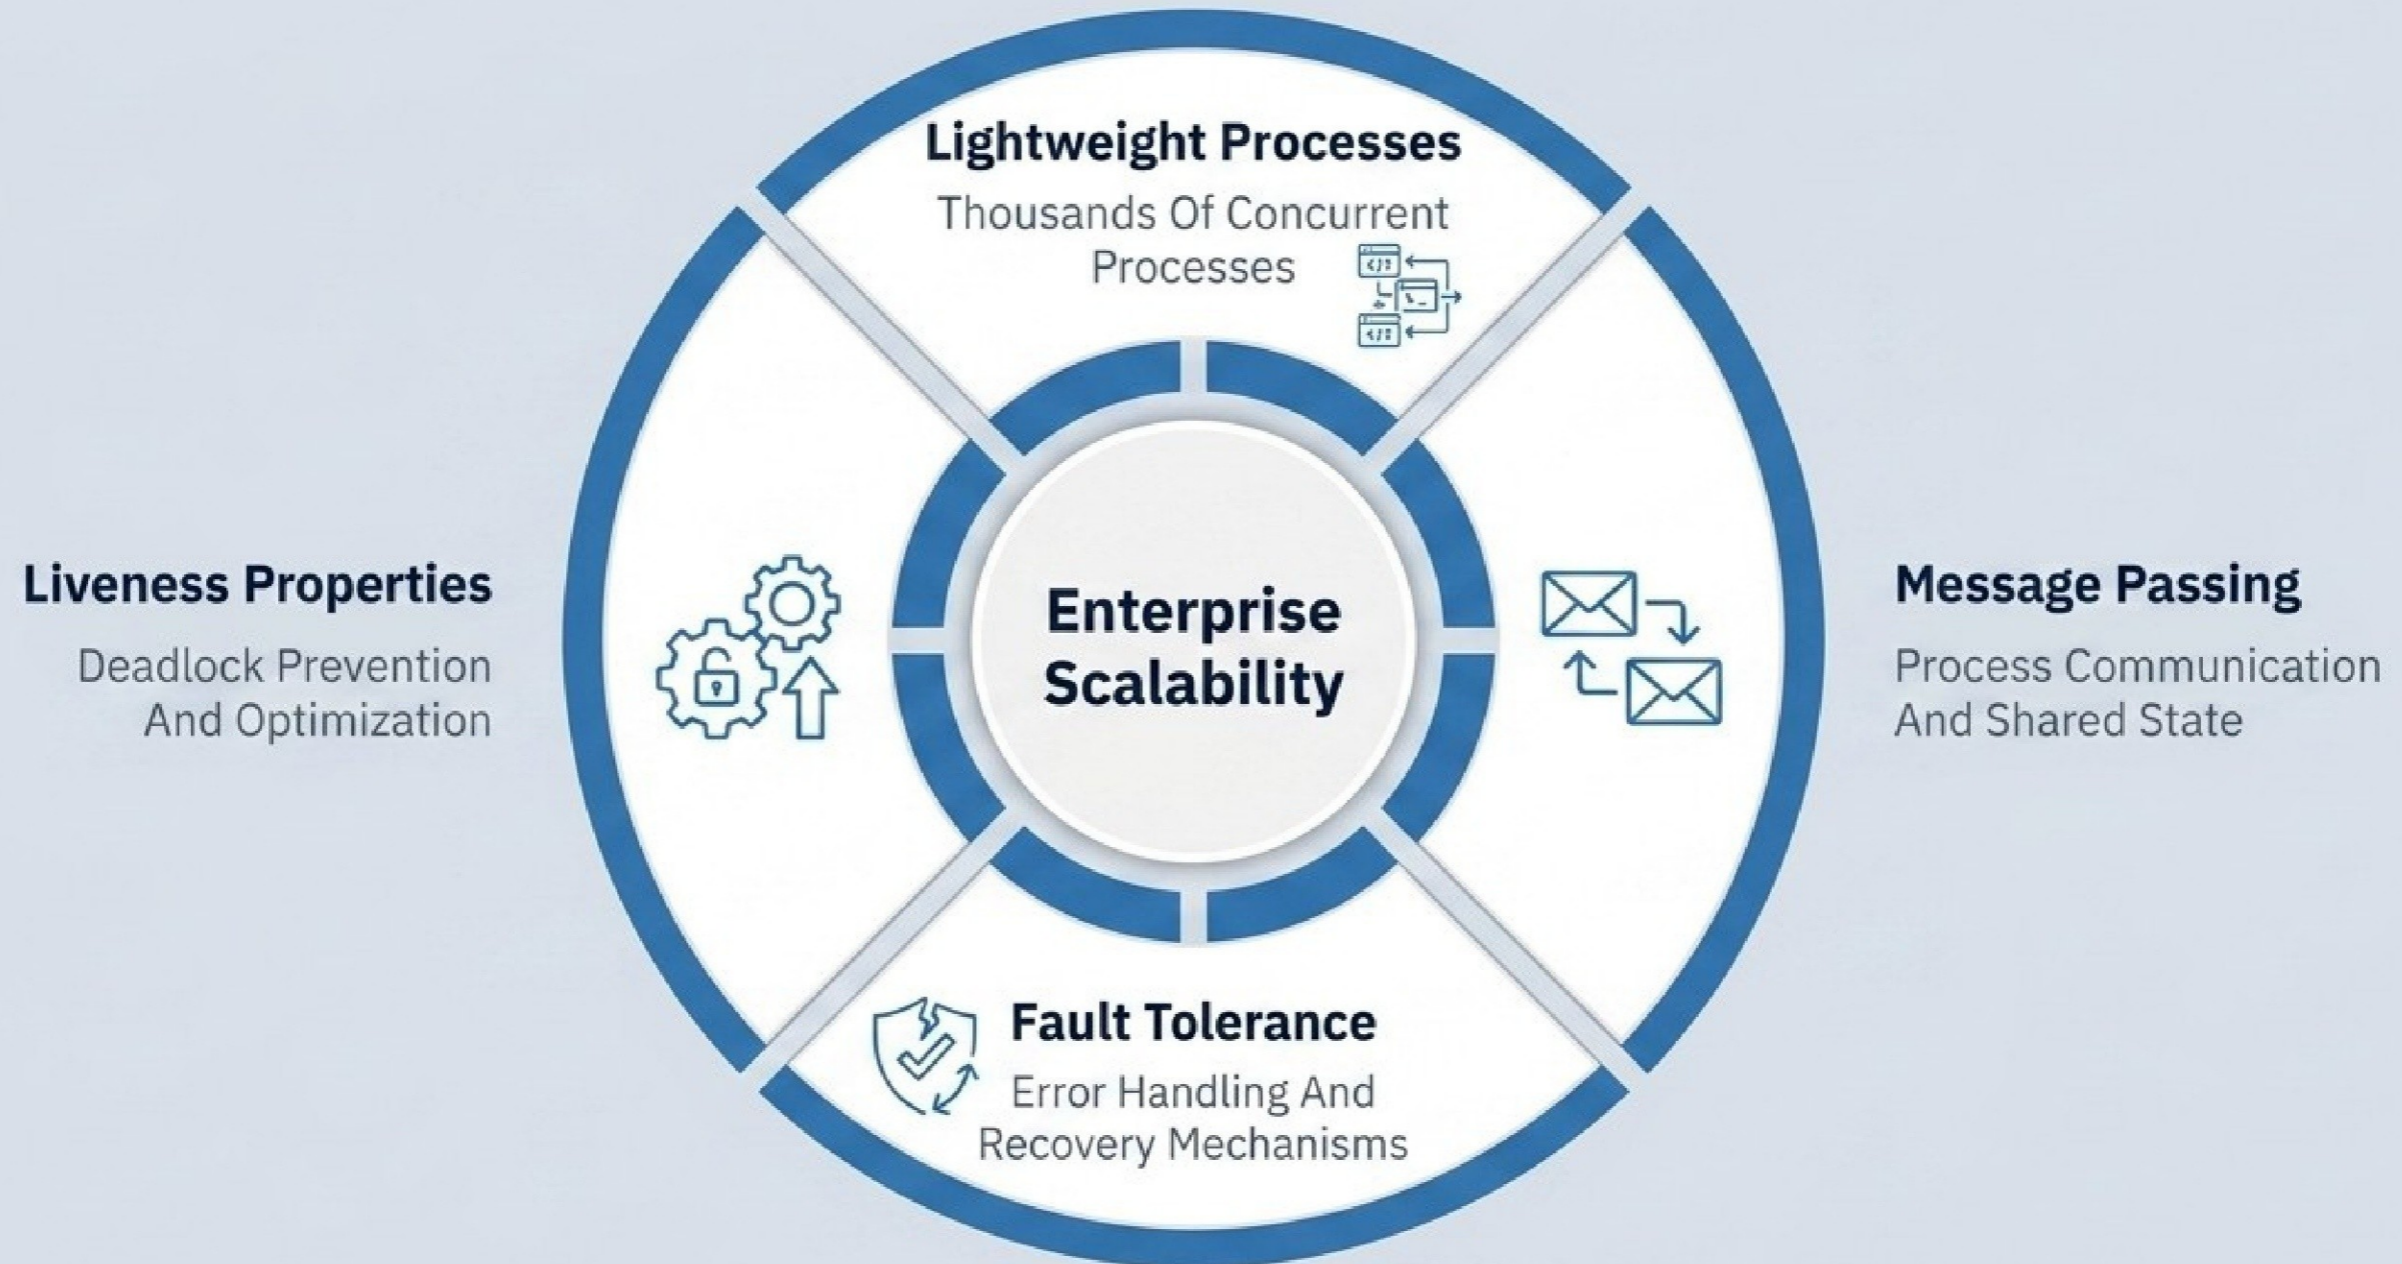 Lightweight Processes
Thousands Of Concurrent
Processes
Liveness Properties
Deadlock Prevention
And Optimization
Enterprise
Scalability
Message Passing
Process Communication
And Shared State
Fault Tolerance
Error Handling And
Recovery Mechanisms